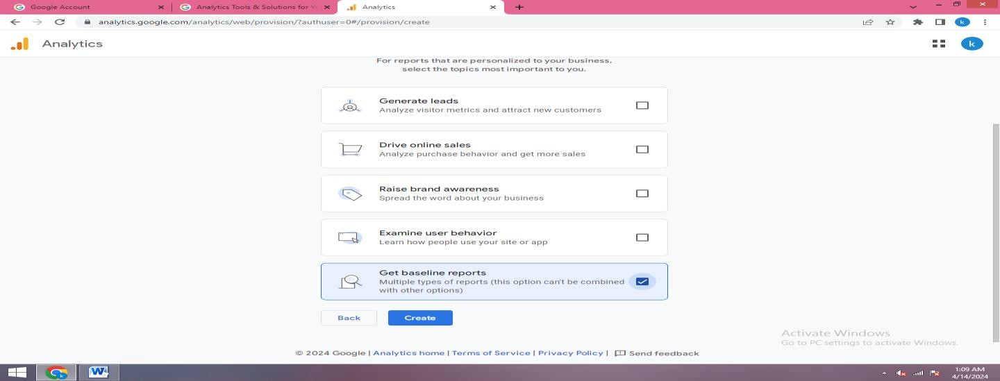 Google Account
Analytics Tools & Solutions for Yo
Analytics
analytics.google.com/analytics/web/provision/?authuser=0#/provision/create
k
Analytics
k
For reports that are personalized to your business,
select the topics most important to you.
Generate leads
Analyze visitor metrics and attract new customers
Drive online sales
Analyze purchase behavior and get more sales
Raise brand awareness
Spread the word about your business
Examine user behavior
Learn how people use your site or app
Get baseline reports
Multiple types of reports (this option can't be combined
with other options)
Back
Create
Activate Windows
Go to PC settings to activate Windows.
© 2024 Google | Analytics home | Terms of Service | Privacy Policy | Send feedback
k
W
1:09 AM
4/14/2024